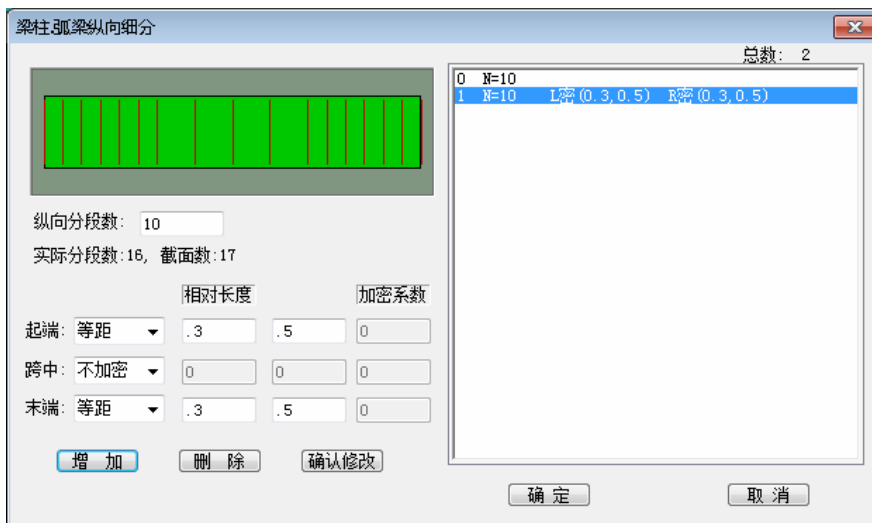 梁柱弧梁纵向细分
总数: 2
0 N=10
1 N=10 L密(0.3,0.5) R密(0.3,0.5)
纵向分段数: 10
实际分段数:16, 截面数:17
相对长度 加密系数
起端: 等距 .3 .5 0
跨中: 不加密 0 0 0
末端: 等距 .3 .5 0
增 加 删 除 确认修改
确 定 取 消